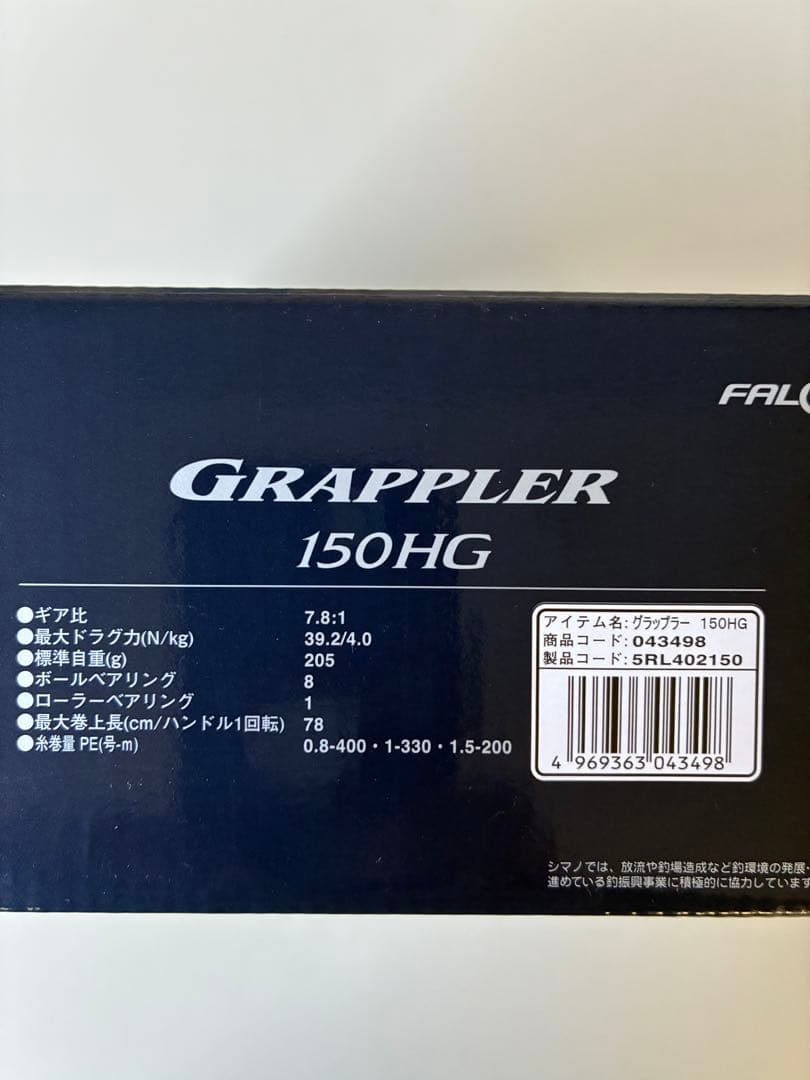 FAL
GRAPPLER
150HG
●ギア比 7.8:1
●最大ドラグ力(N/kg) 39.2/4.0
●標準自重(g) 205
●ボールベアリング 8
●ローラーベアリング 1
●最大巻上長(cm/ハンドル1回転) 78
●糸巻量 PE(号-m) 0.8-400・1-330・1.5-200
アイテム名: グラップラー 150HG
商品コード: 043498
製品コード: 5RL402150
4 969363 043498
シマノでは、放流や釣場造成など釣環境の発展・
進めている釣振興事業に積極的に協力しています